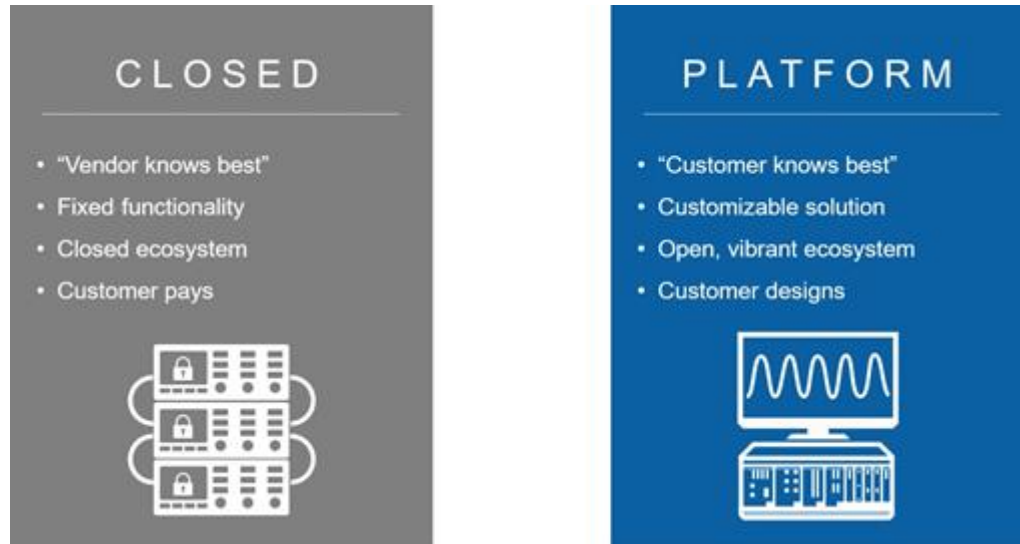 CLOSED
• “Vendor knows best”
• Fixed functionality
• Closed ecosystem
• Customer pays
PLATFORM
• “Customer knows best”
• Customizable solution
• Open, vibrant ecosystem
• Customer designs